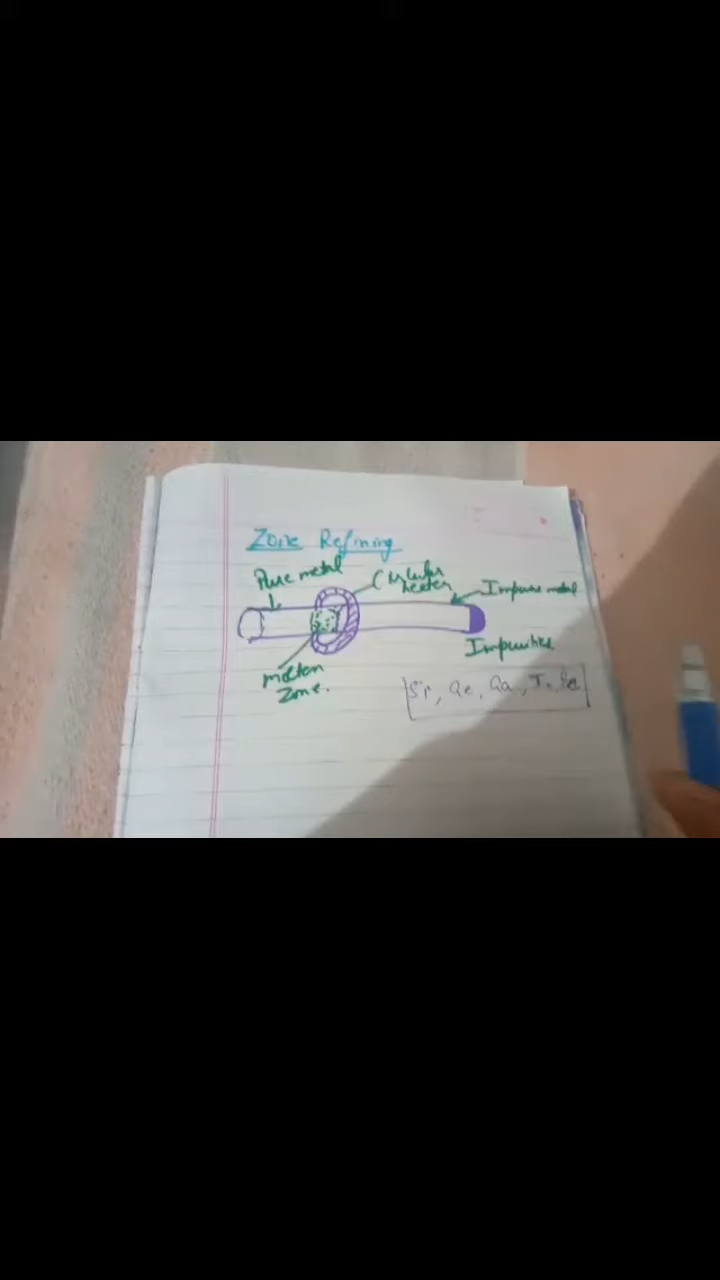 Zone Refining
Pure metal
Circular
heater
Impure metal
Impurities
molten
zone.
Si, Ge, Ga, In